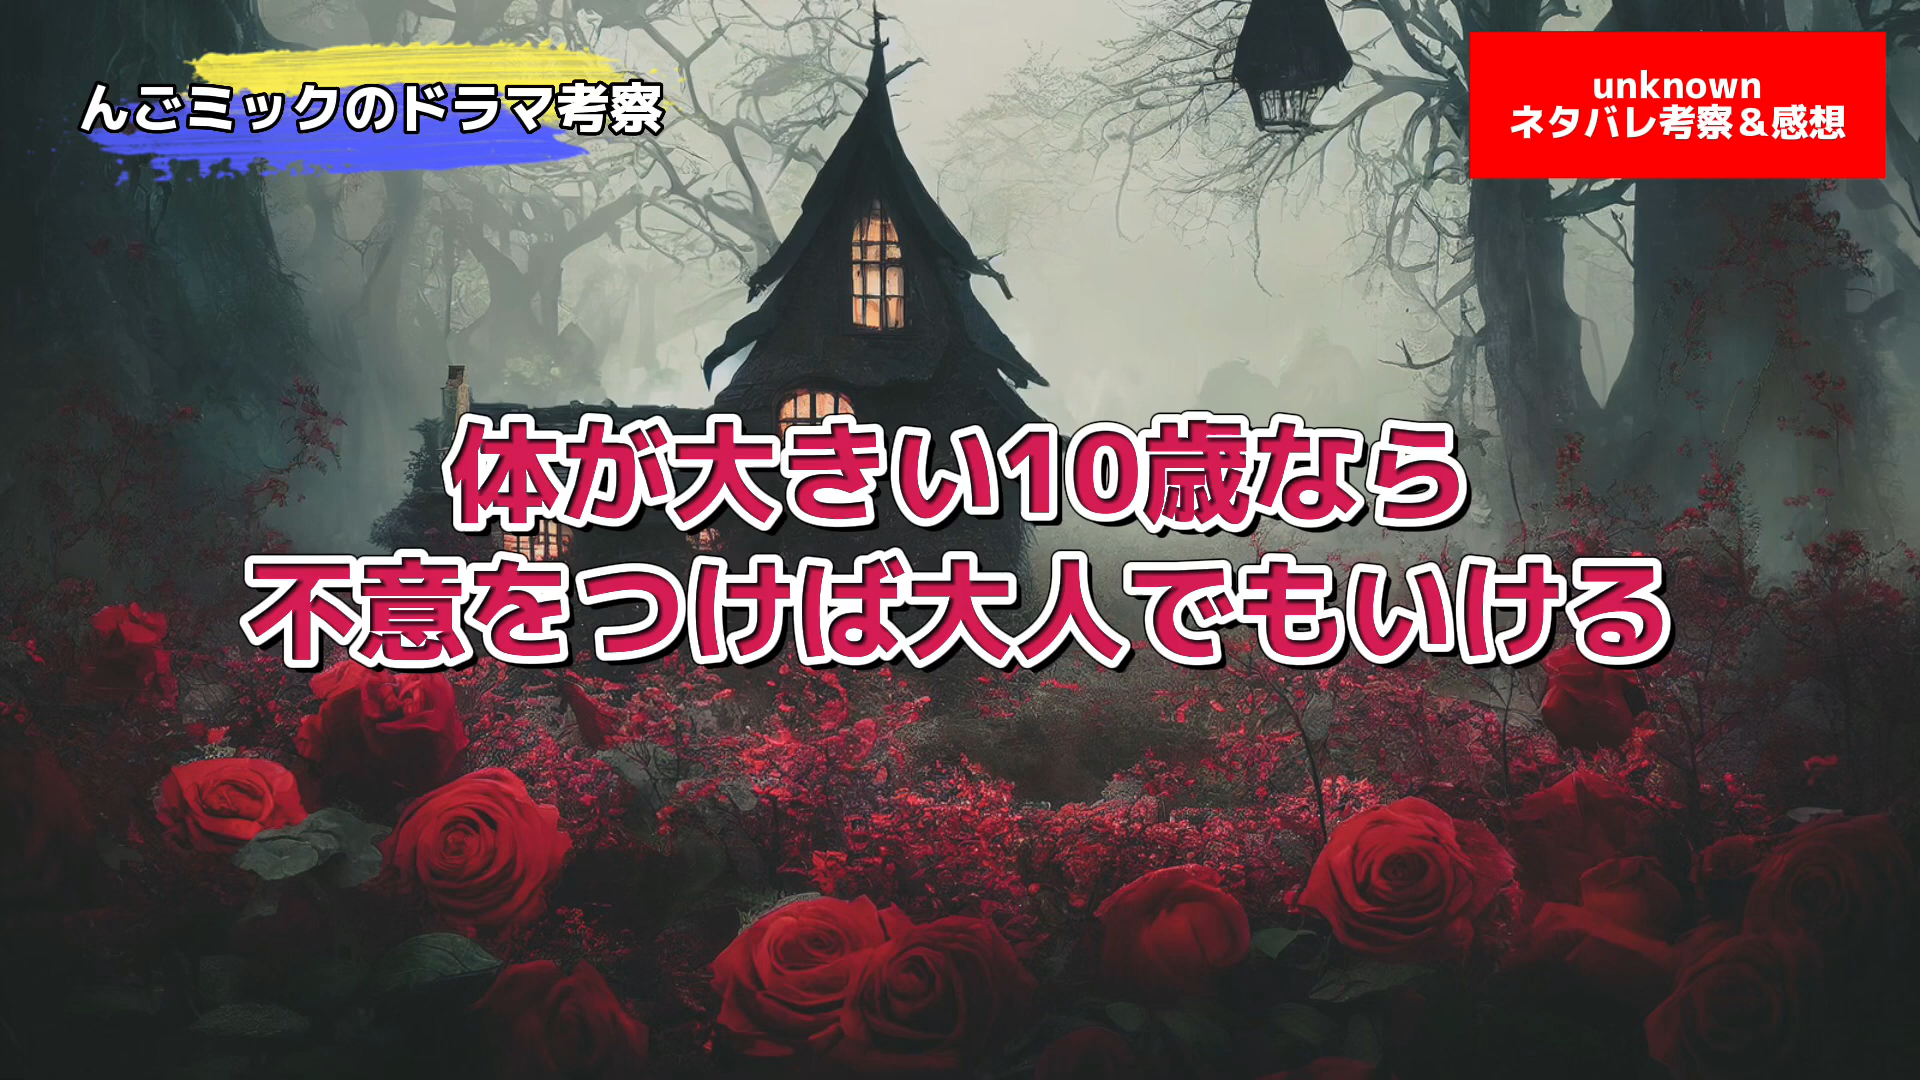 んごミックのドラマ考察
unknown
ネタバレ考察＆感想
体が大きい10歳なら
不意をつけば大人でもいける